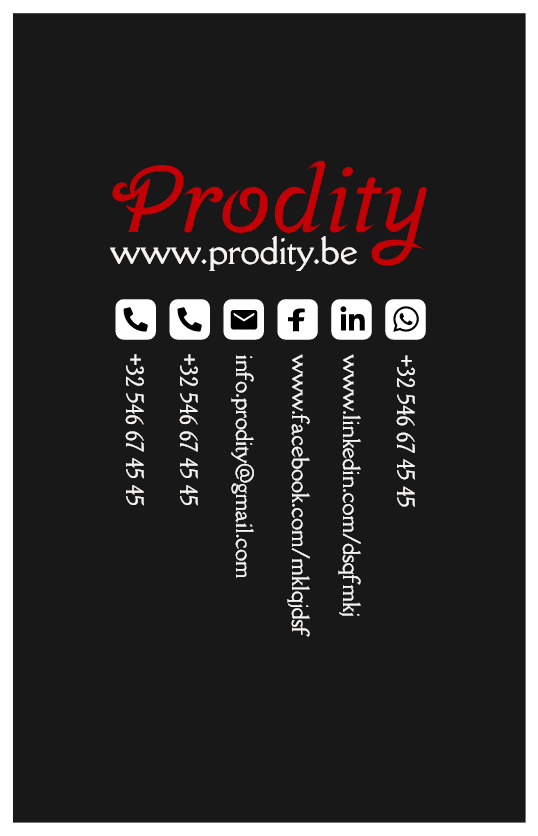 Prodity
www.prodity.be
+32 546 67 45 45
+32 546 67 45 45
info.prodity@gmail.com
www.facebook.com/mklqjdsf
www.linkedin.com/dsqfmkj
+32 546 67 45 45